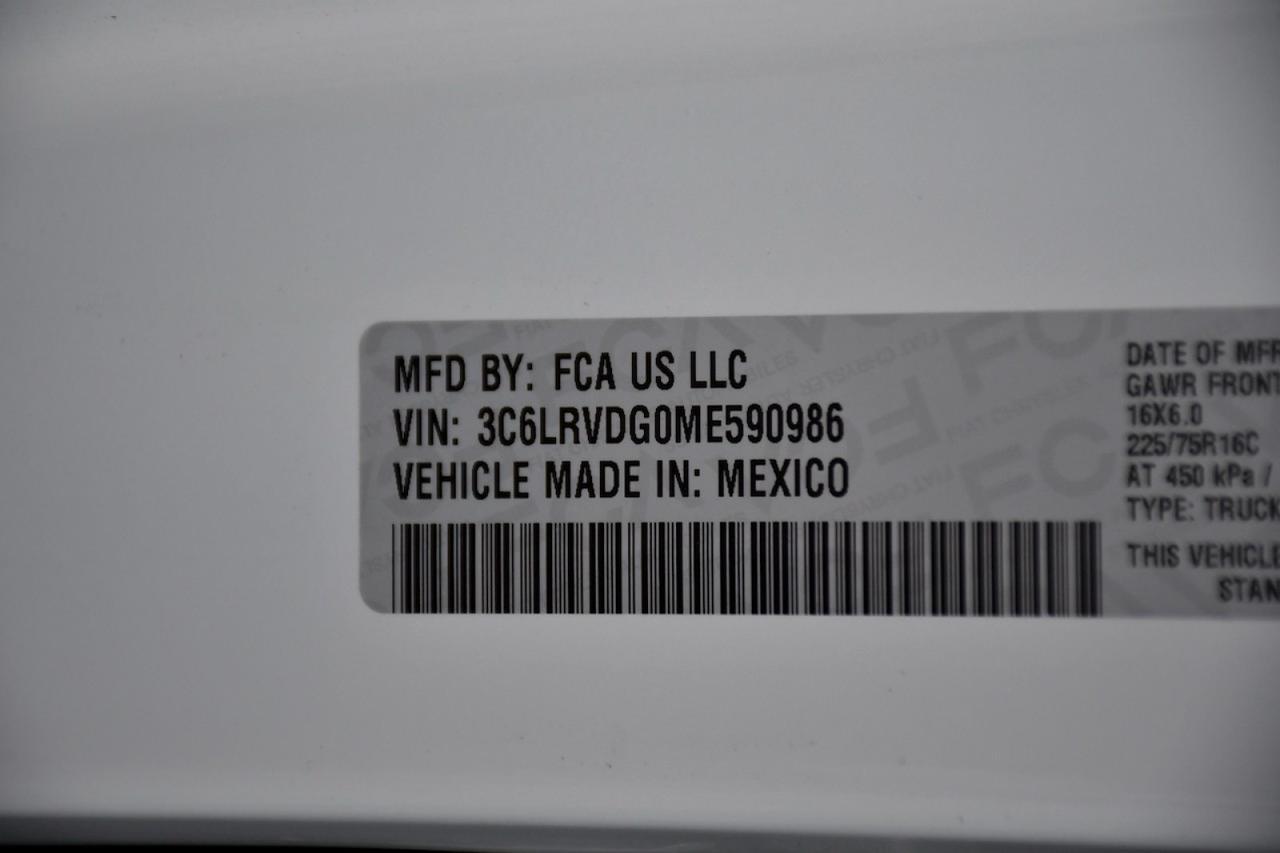 MFD BY: FCA US LLC
VIN: 3C6LRVDG0ME590986
VEHICLE MADE IN: MEXICO
DATE OF MFR
GAWR FRONT
16X6.0
225/75R16C
AT 450 kPa /
TYPE: TRUCK
THIS VEHICLE
STAN